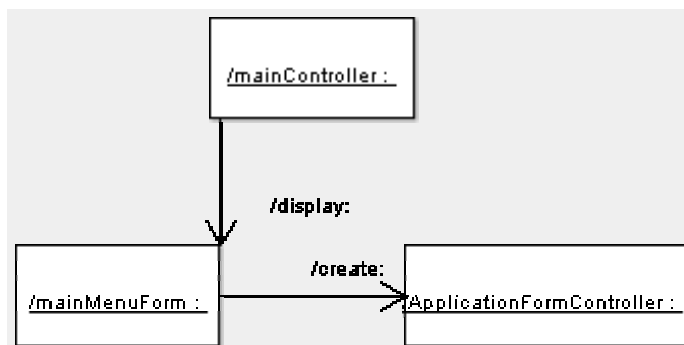 /mainController :
/display:
/create:
/mainMenuForm :
/ApplicationFormController :